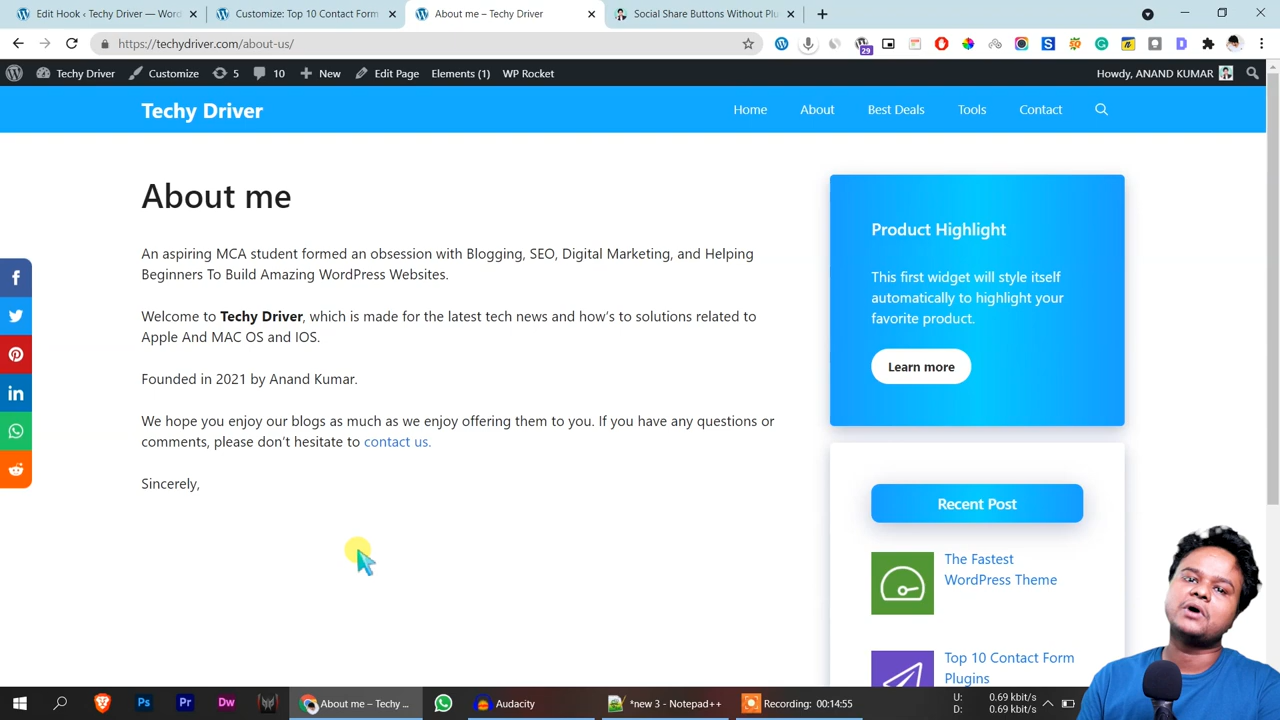 Edit Hook ‹ Techy Driver — Wor
Customize: Top 10 Contact Form
About me – Techy Driver
Social Share Buttons Without Plu
https://techydriver.com/about-us/
29
Techy Driver
Customize
5
10
New
Edit Page
Elements (1)
WP Rocket
Howdy, ANAND KUMAR
Techy Driver
Home
About
Best Deals
Tools
Contact
About me
An aspiring MCA student formed an obsession with Blogging, SEO, Digital Marketing, and Helping
Beginners To Build Amazing WordPress Websites.
Welcome to Techy Driver, which is made for the latest tech news and how’s to solutions related to
Apple And MAC OS and IOS.
Founded in 2021 by Anand Kumar.
We hope you enjoy our blogs as much as we enjoy offering them to you. If you have any questions or
comments, please don’t hesitate to contact us.
Sincerely,
Product Highlight
This first widget will style itself
automatically to highlight your
favorite product.
Learn more
Recent Post
The Fastest
WordPress Theme
Top 10 Contact Form
Plugins
About me – Techy ...
Audacity
*new 3 - Notepad++
Recording: 00:14:55
U: 0.69 kbit/s
D: 0.69 kbit/s